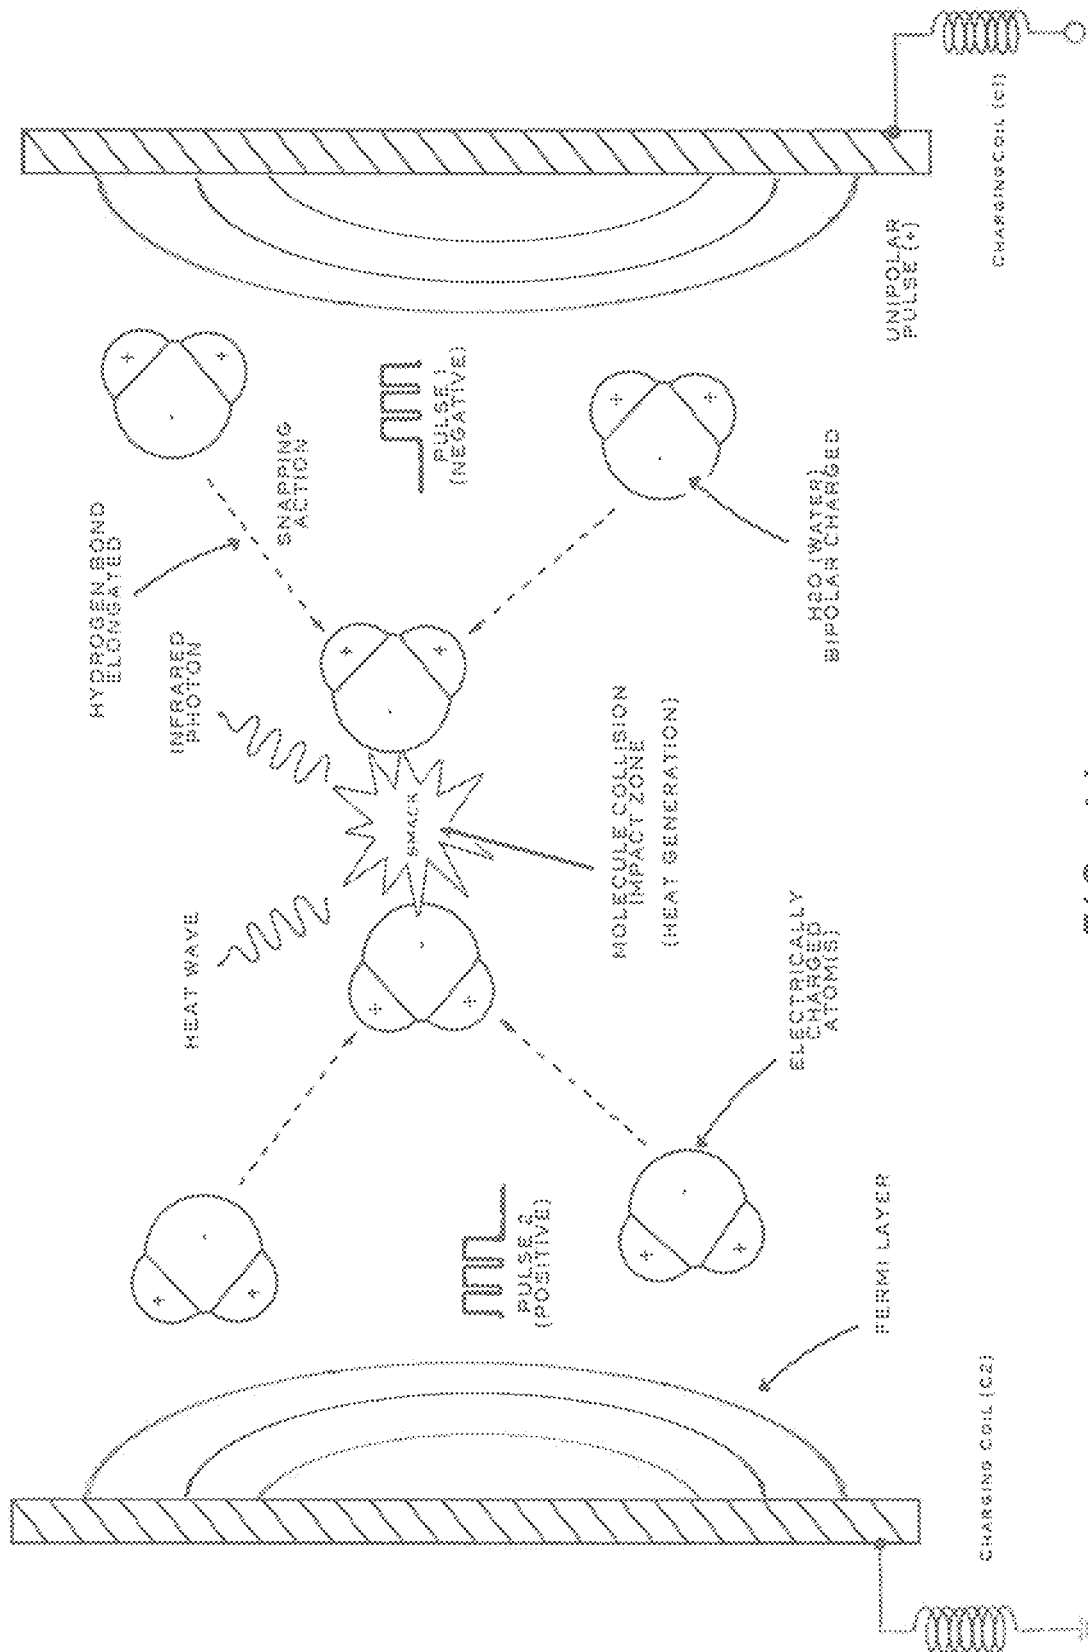 HYDROGEN BOND
ELONGATED
INFRARED
PHOTON
HEAT WAVE
SNAPPING
ACTION
SMACK
PULSE 1
(NEGATIVE)
PULSE 2
(POSITIVE)
MOLECULE COLLISION
IMPACT ZONE
(HEAT GENERATION)
H2O (WATER)
BIPOLAR CHARGED
ELECTRICALLY
CHARGED
ATOM(S)
UNIPOLAR
PULSE (+)
FERMI LAYER
CHARGING COIL (C1)
CHARGING COIL (C2)